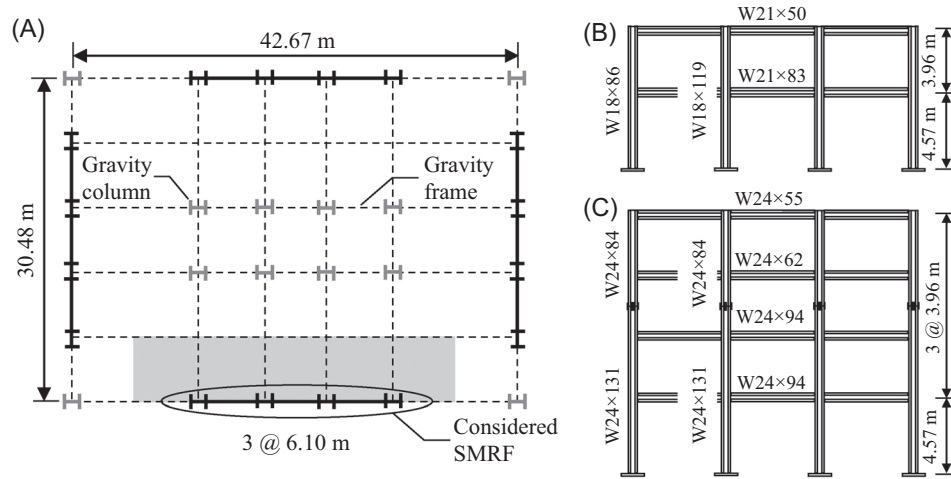 (A)
42.67 m
30.48 m
Gravity
column
Gravity
frame
3 @ 6.10 m
Considered
SMRF
(B)
W21×50
W21×83
W18×86
W18×119
3.96 m
4.57 m
(C)
W24×55
W24×62
W24×94
W24×94
W24×84
W24×84
W24×131
W24×131
3 @ 3.96 m
4.57 m